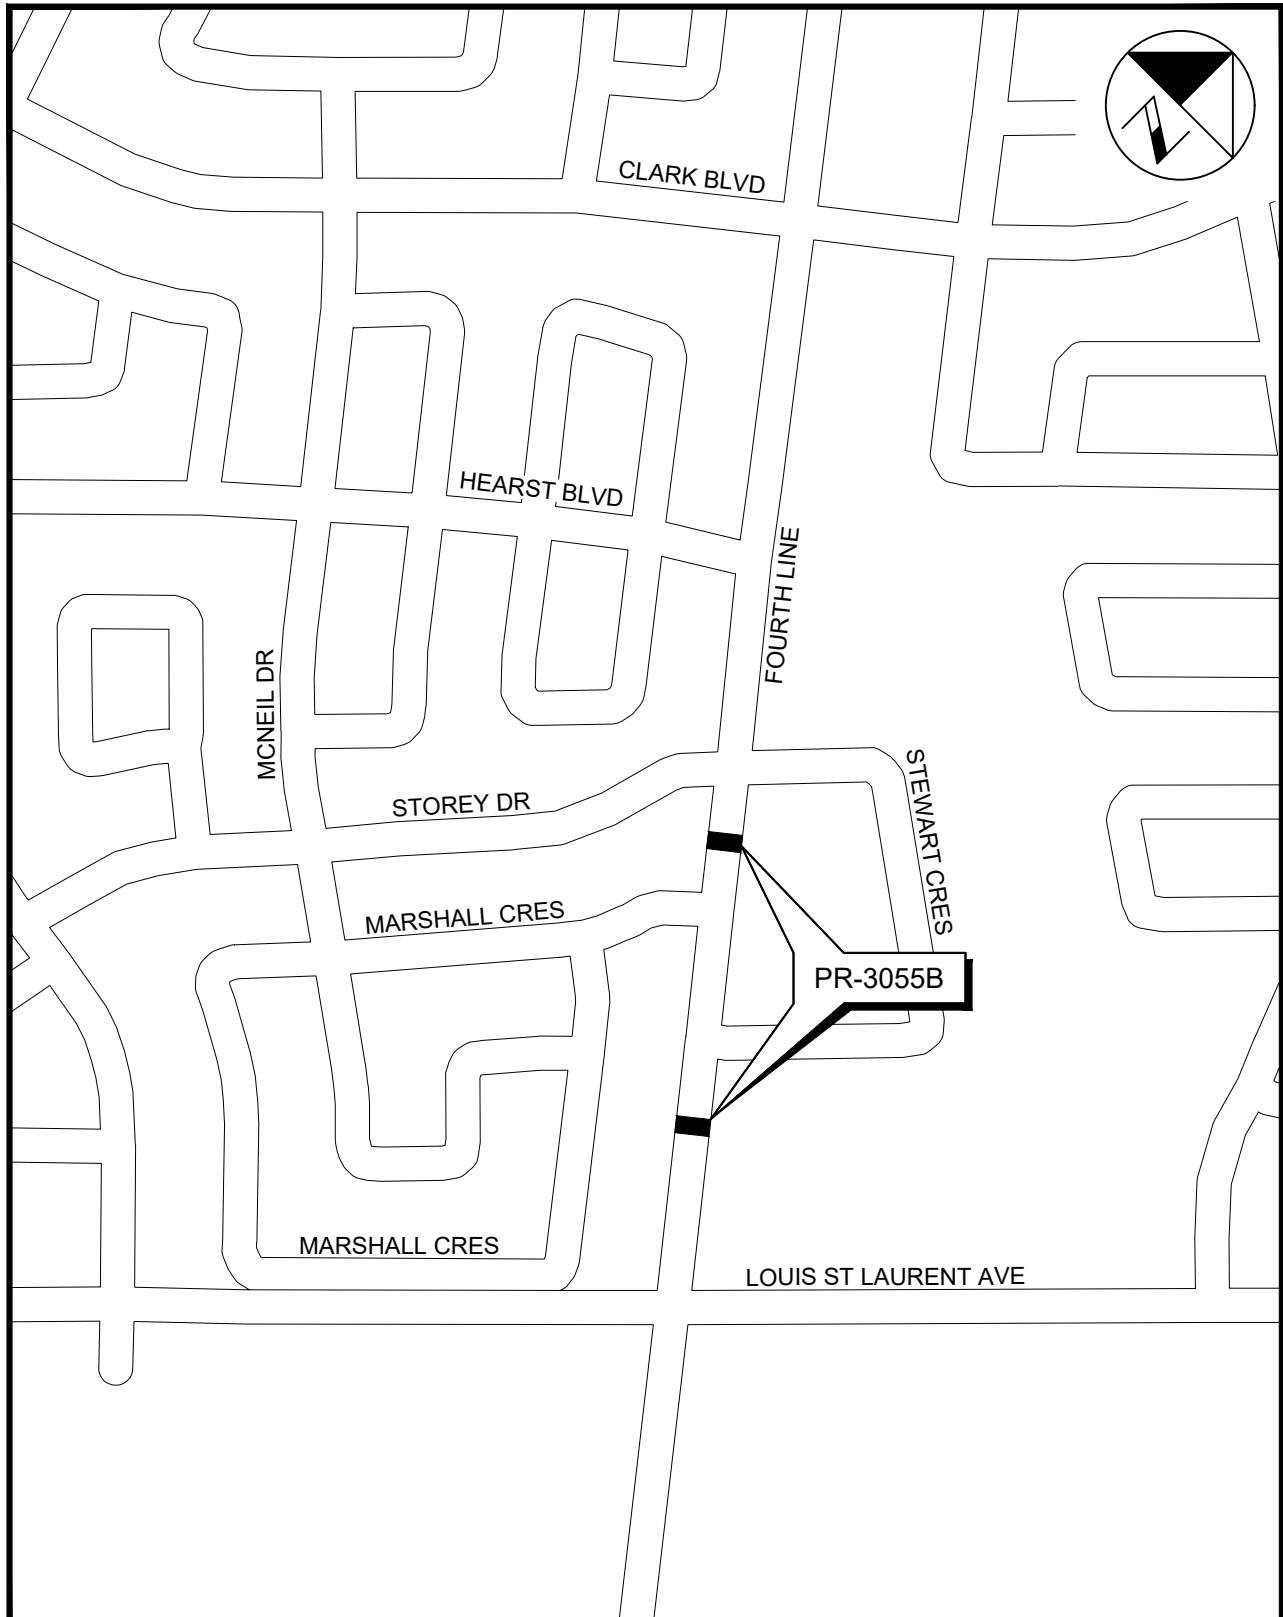 CLARK BLVD
HEARST BLVD
FOURTH LINE
MCNEIL DR
STOREY DR
STEWART CRES
MARSHALL CRES
PR-3055B
MARSHALL CRES
LOUIS ST LAURENT AVE